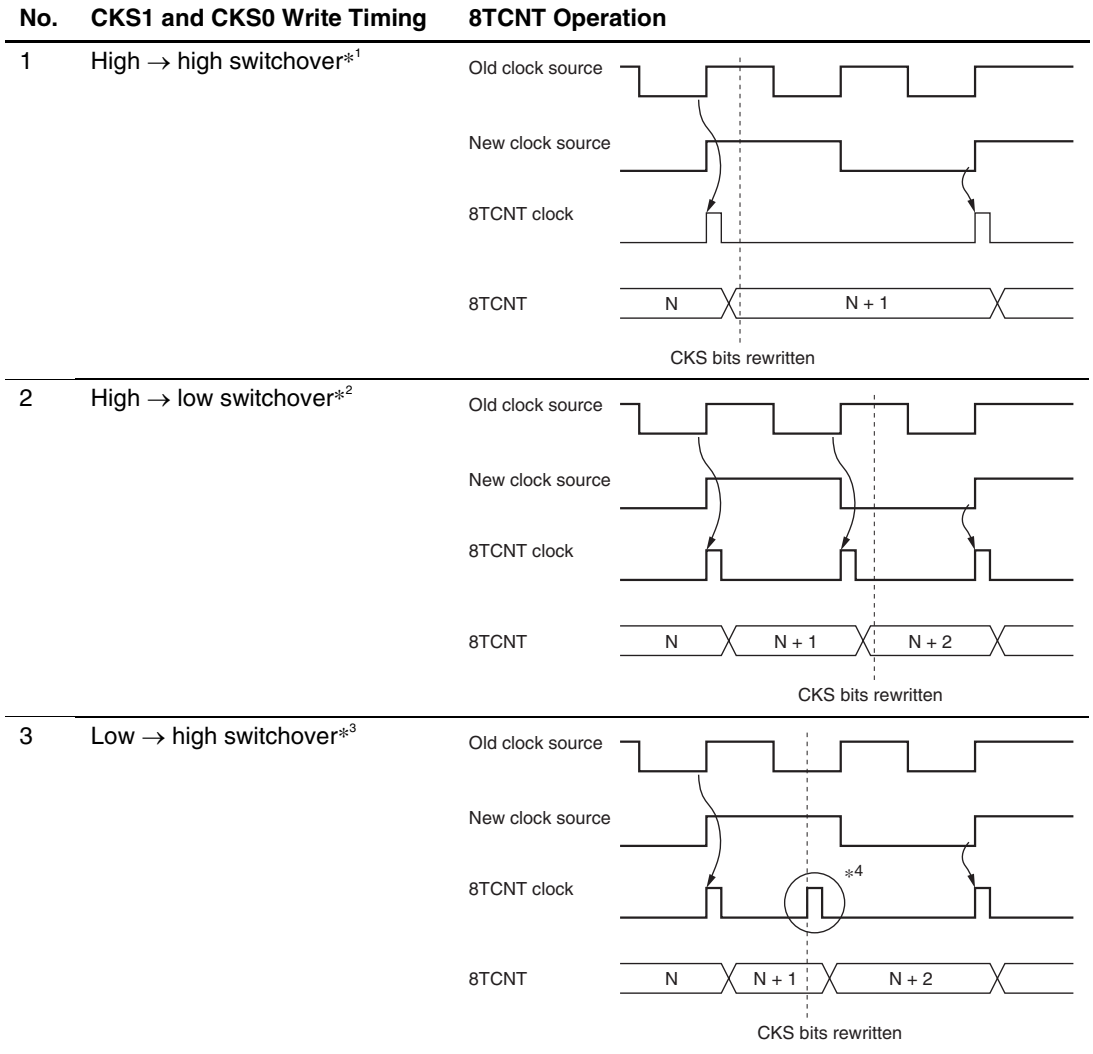 No. CKS1 and CKS0 Write Timing 8TCNT Operation
1 High → high switchover*1
Old clock source
New clock source
8TCNT clock
8TCNT N N + 1
CKS bits rewritten
2 High → low switchover*2
Old clock source
New clock source
8TCNT clock
8TCNT N N + 1 N + 2
CKS bits rewritten
3 Low → high switchover*3
Old clock source
New clock source
8TCNT clock *4
8TCNT N N + 1 N + 2
CKS bits rewritten